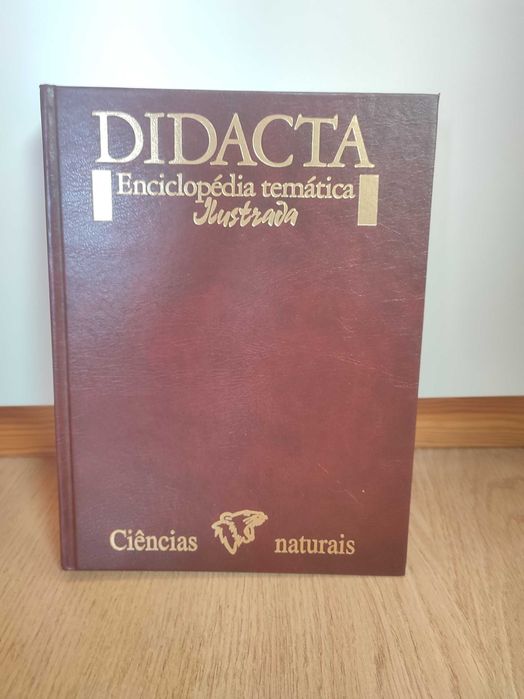 DIDACTA
Enciclopédia temática
Ilustrada
Ciências naturais